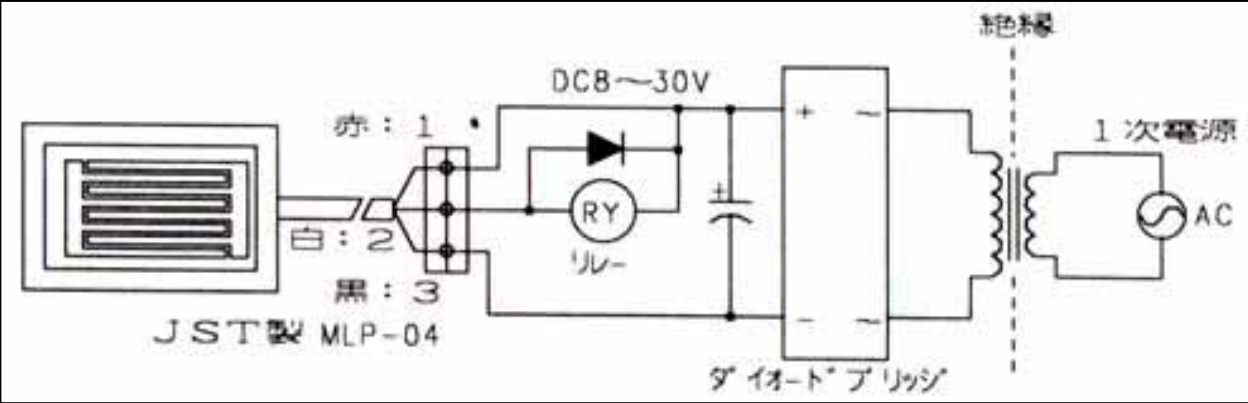 絶縁
DC8～30V
赤：1
1次電源
+ ～
+
RY
AC
白：2
リレー
黒：3
- ～
JST製 MLP-04
ダイオードブリッジ